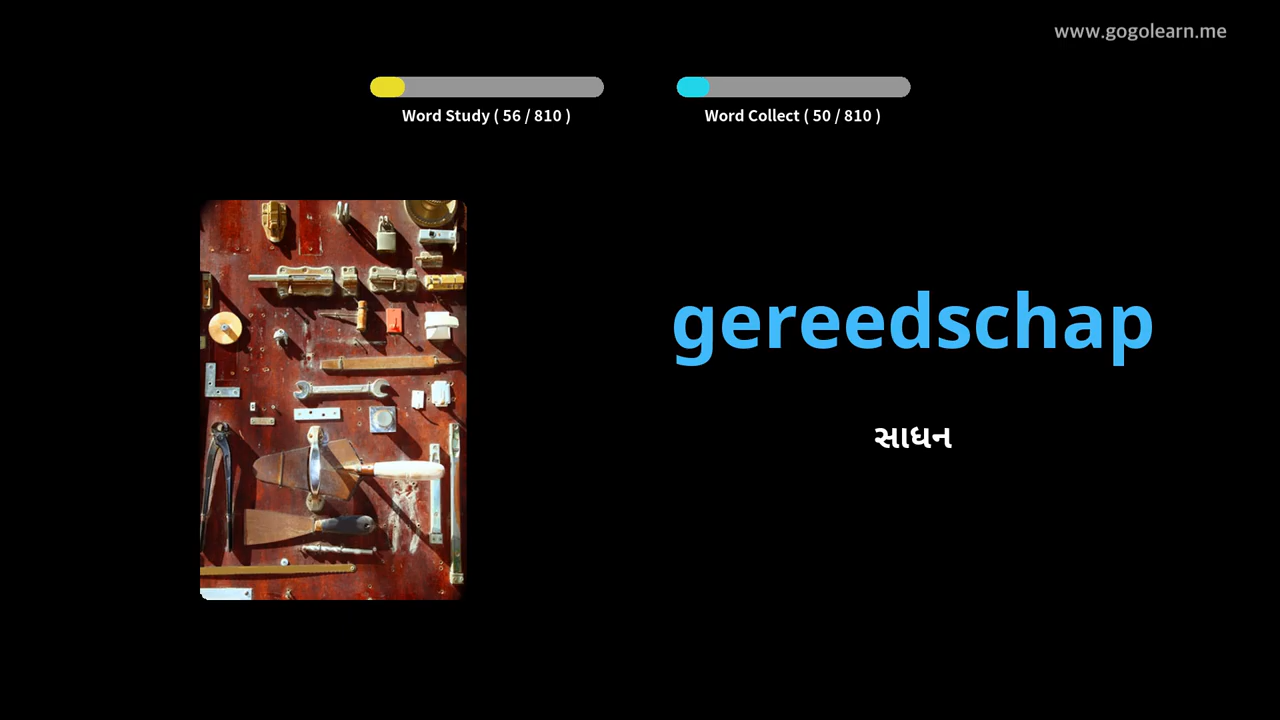 www.gogolearn.me
Word Study ( 56 / 810 )
Word Collect ( 50 / 810 )
gereedschap
સાધન